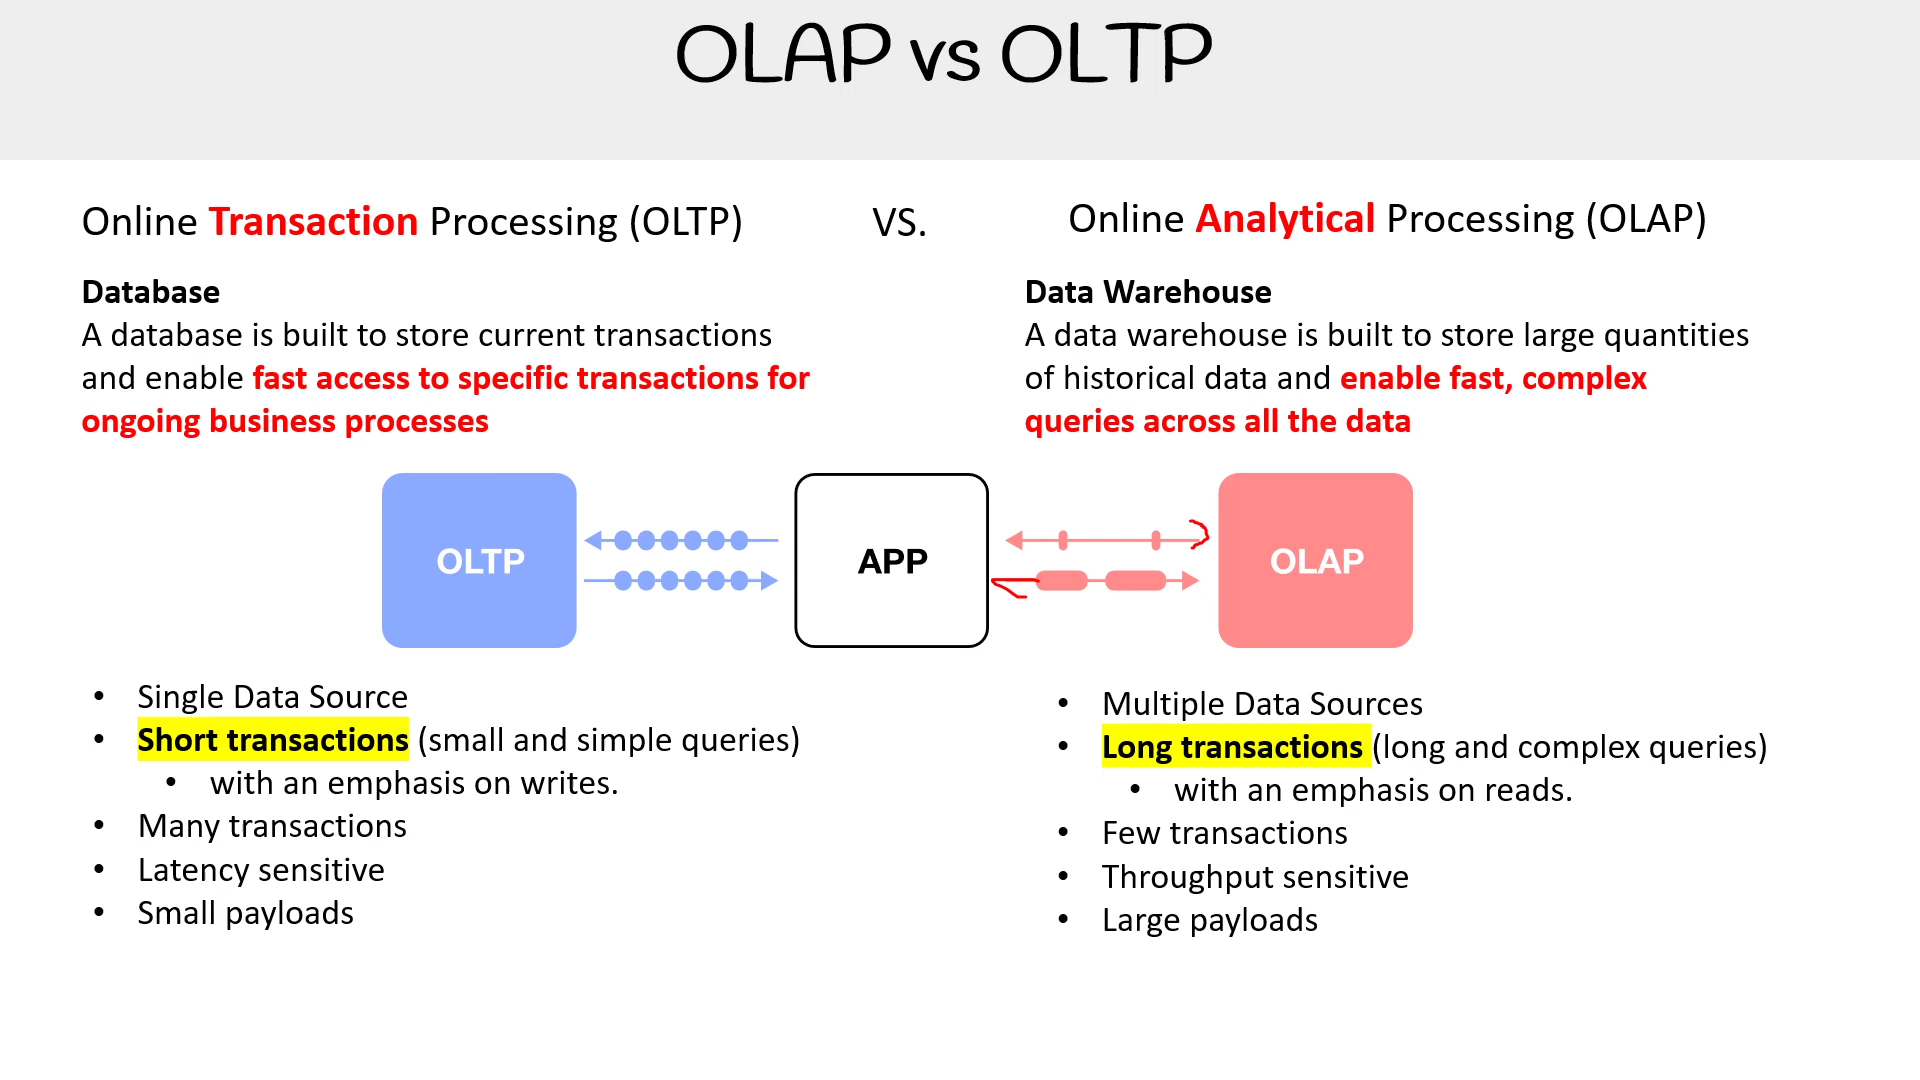 OLAP vs OLTP
Online Transaction Processing (OLTP)
VS.
Online Analytical Processing (OLAP)
Database
A database is built to store current transactions
and enable fast access to specific transactions for
ongoing business processes
Data Warehouse
A data warehouse is built to store large quantities
of historical data and enable fast, complex
queries across all the data
OLTP
APP
OLAP
• Single Data Source
• Short transactions (small and simple queries)
• with an emphasis on writes.
• Many transactions
• Latency sensitive
• Small payloads
• Multiple Data Sources
• Long transactions (long and complex queries)
• with an emphasis on reads.
• Few transactions
• Throughput sensitive
• Large payloads